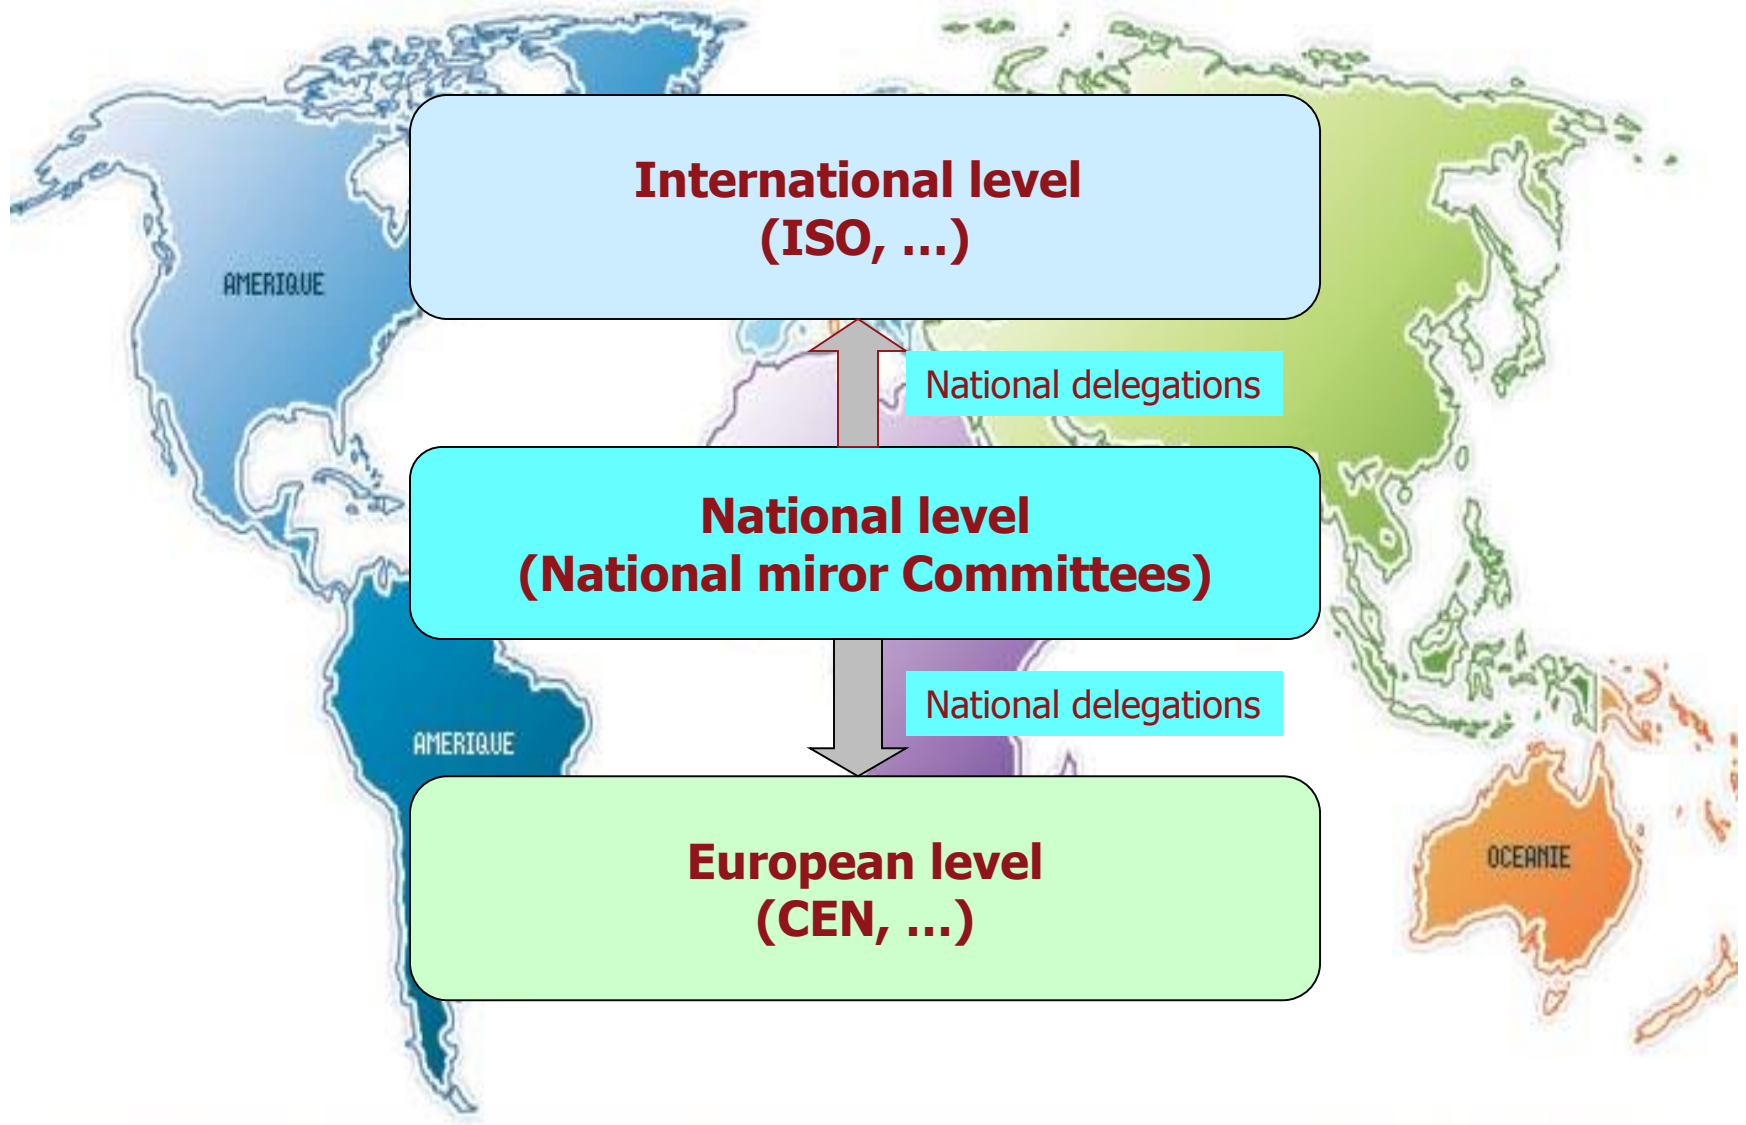 International level
(ISO, ...)
AMERIQUE
National delegations
National level
(National miror Committees)
National delegations
AMERIQUE
European level
(CEN, ...)
OCEANIE